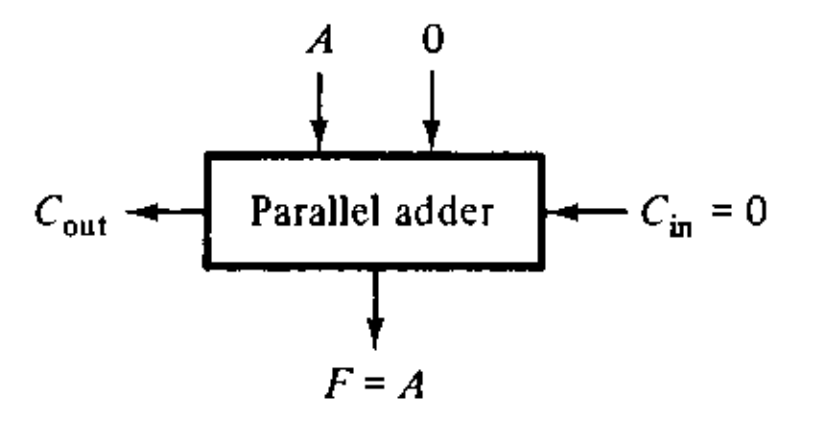 A 0
C_out Parallel adder C_in = 0
F = A